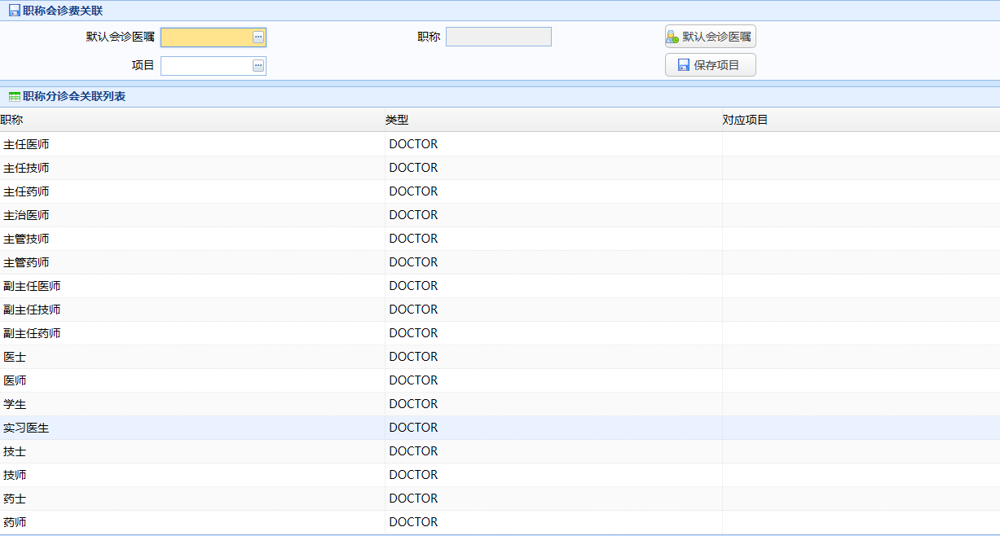 职称会诊费关联
默认会诊医嘱 职称 默认会诊医嘱
项目 保存项目
职称分诊会关联列表
职称 类型 对应项目
主任医师 DOCTOR
主任技师 DOCTOR
主任药师 DOCTOR
主治医师 DOCTOR
主管技师 DOCTOR
主管药师 DOCTOR
副主任医师 DOCTOR
副主任技师 DOCTOR
副主任药师 DOCTOR
医士 DOCTOR
医师 DOCTOR
学生 DOCTOR
实习医生 DOCTOR
技士 DOCTOR
技师 DOCTOR
药士 DOCTOR
药师 DOCTOR